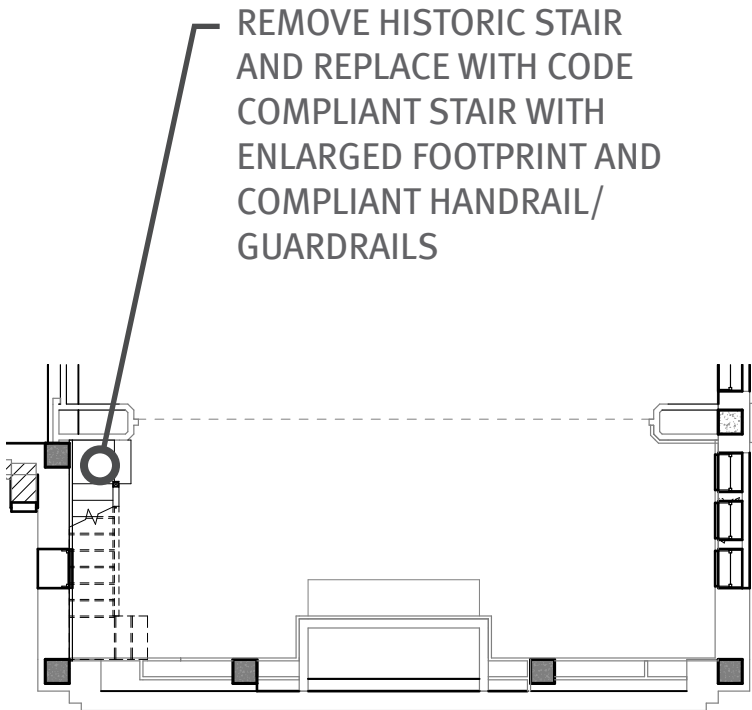 REMOVE HISTORIC STAIR
AND REPLACE WITH CODE
COMPLIANT STAIR WITH
ENLARGED FOOTPRINT AND
COMPLIANT HANDRAIL/
GUARDRAILS